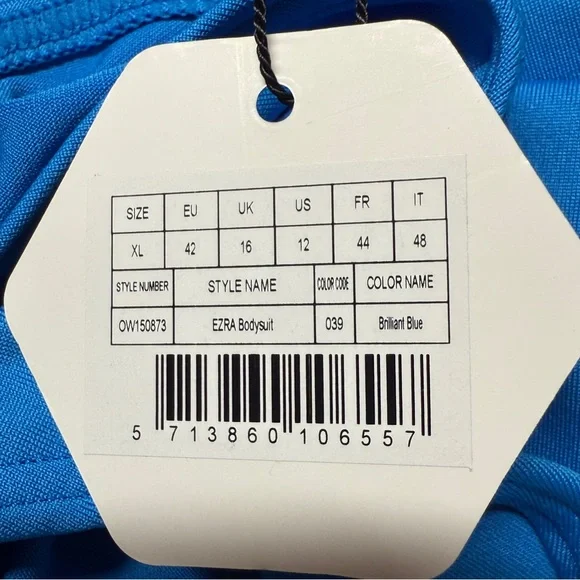 SIZE EU UK US FR IT
XL 42 16 12 44 48
STYLE NUMBER STYLE NAME COLOR CODE COLOR NAME
OW150873 EZRA Bodysuit 039 Brilliant Blue
5 713860 106557